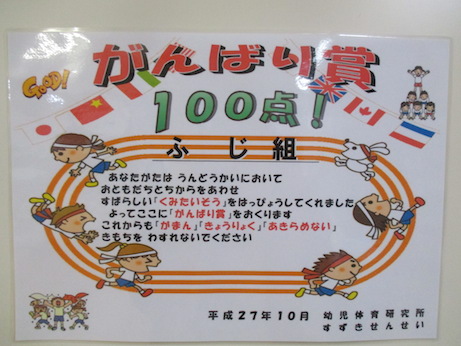 GOOD!
がんばり賞
100点!
ふじ組
あなたがたは うんどうかいにおいて
おともだちとちからをあわせ
すばらしい「くみたいそう」をはっぴょうしてくれました
よってここに「がんばり賞」をおくります
これからも「がまん」「きょうりょく」「あきらめない」
きもちを わすれないでください
平成27年10月 幼児体育研究所
すずきせんせい